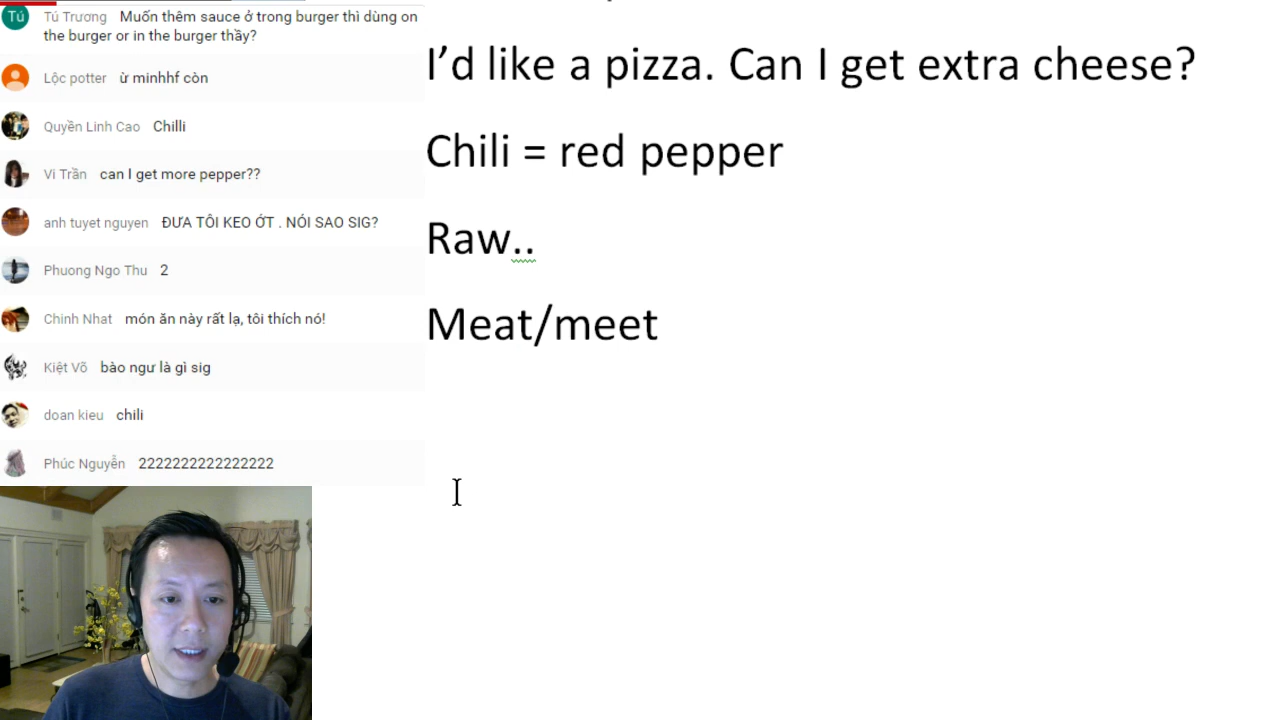 Tú
Tú Trương Muốn thêm sauce ở trong burger thì dùng on
the burger or in the burger thầy?
Lộc potter ừ minhhf còn
Quyền Linh Cao Chilli
Vi Trần can I get more pepper??
anh tuyet nguyen ĐƯA TÔI KEO ỚT . NÓI SAO SIG?
Phuong Ngo Thu 2
Chinh Nhat món ăn này rất lạ, tôi thích nó!
Kiệt Võ bào ngư là gì sig
doan kieu chili
Phúc Nguyễn 2222222222222222
I’d like a pizza. Can I get extra cheese?
Chili = red pepper
Raw..
Meat/meet